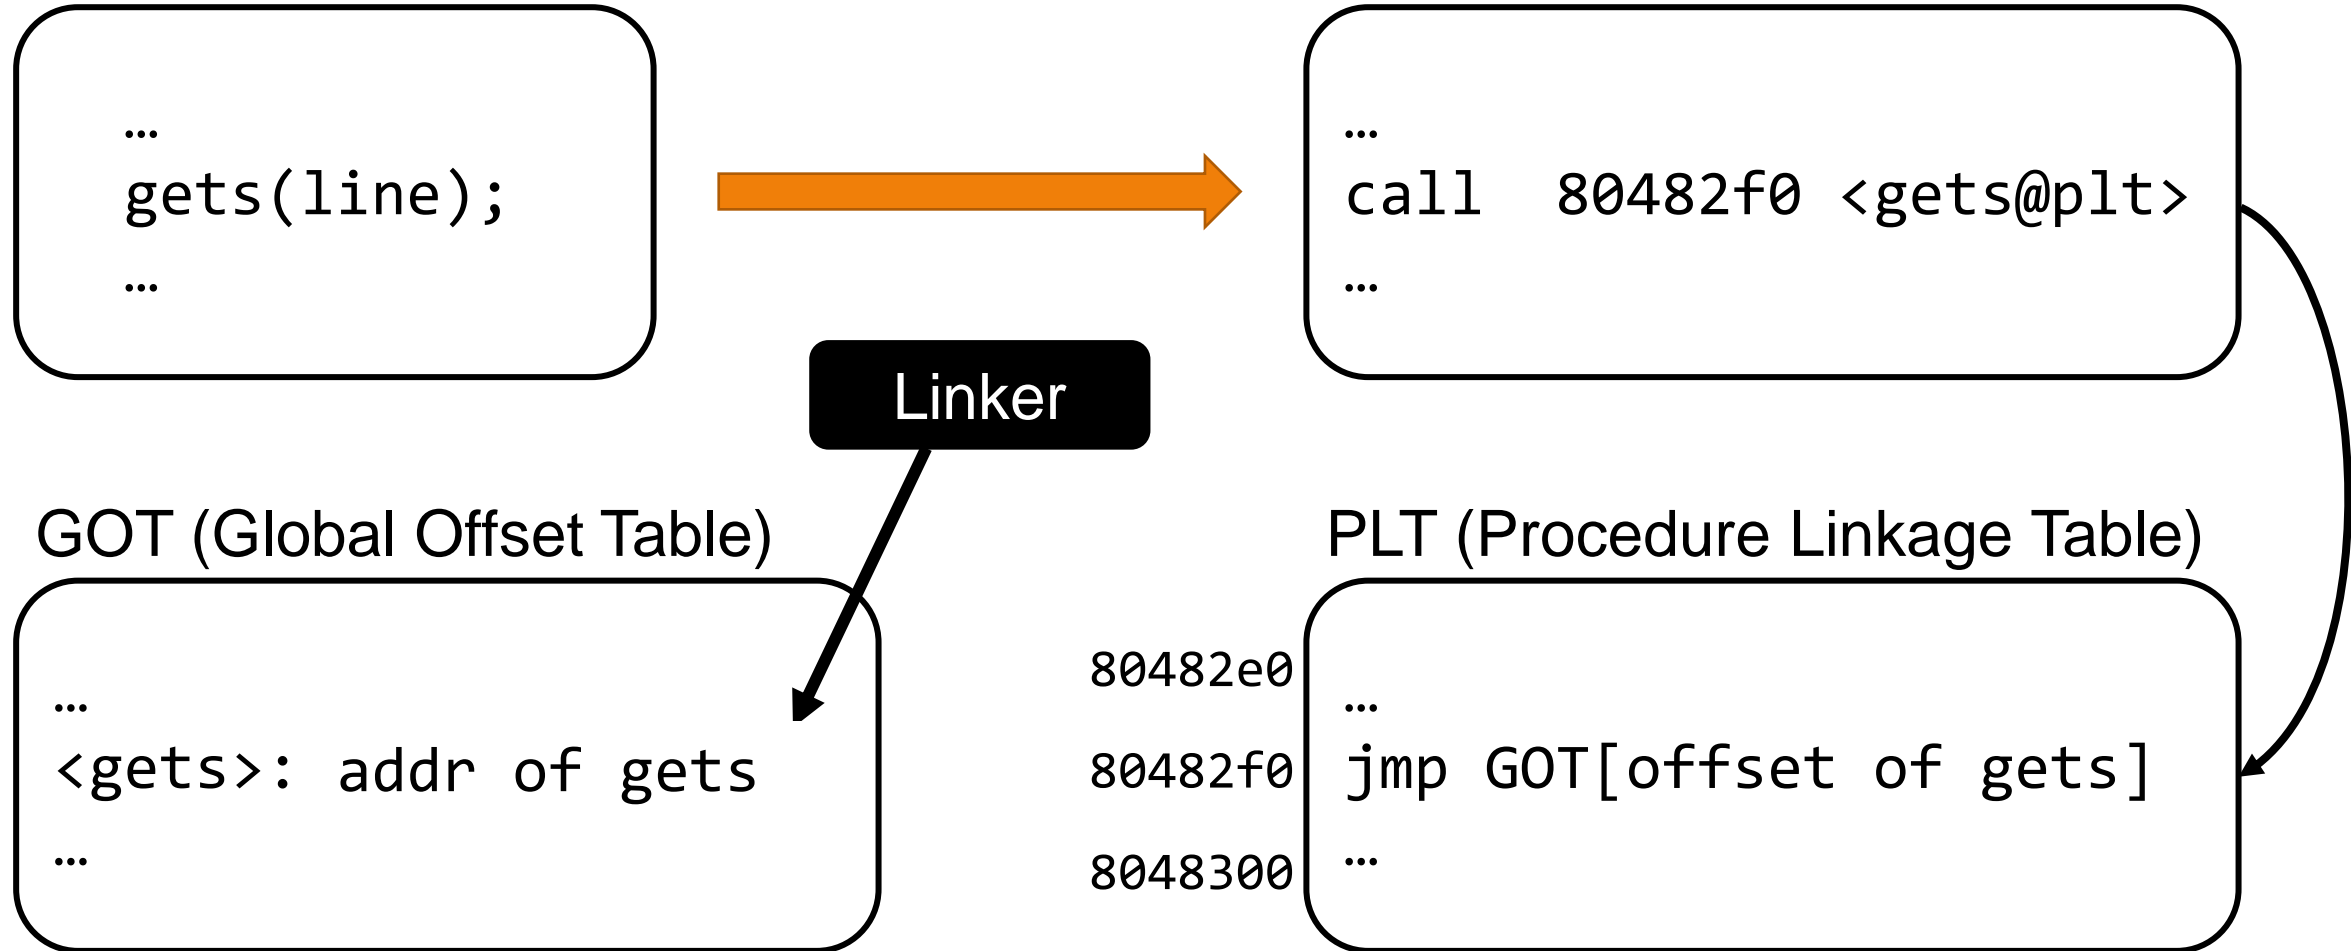 …
gets(line);
…
…
call  80482f0 <gets@plt>
…
Linker
GOT (Global Offset Table)
…
<gets>: addr of gets
…
PLT (Procedure Linkage Table)
80482e0
80482f0
8048300
…
jmp GOT[offset of gets]
…